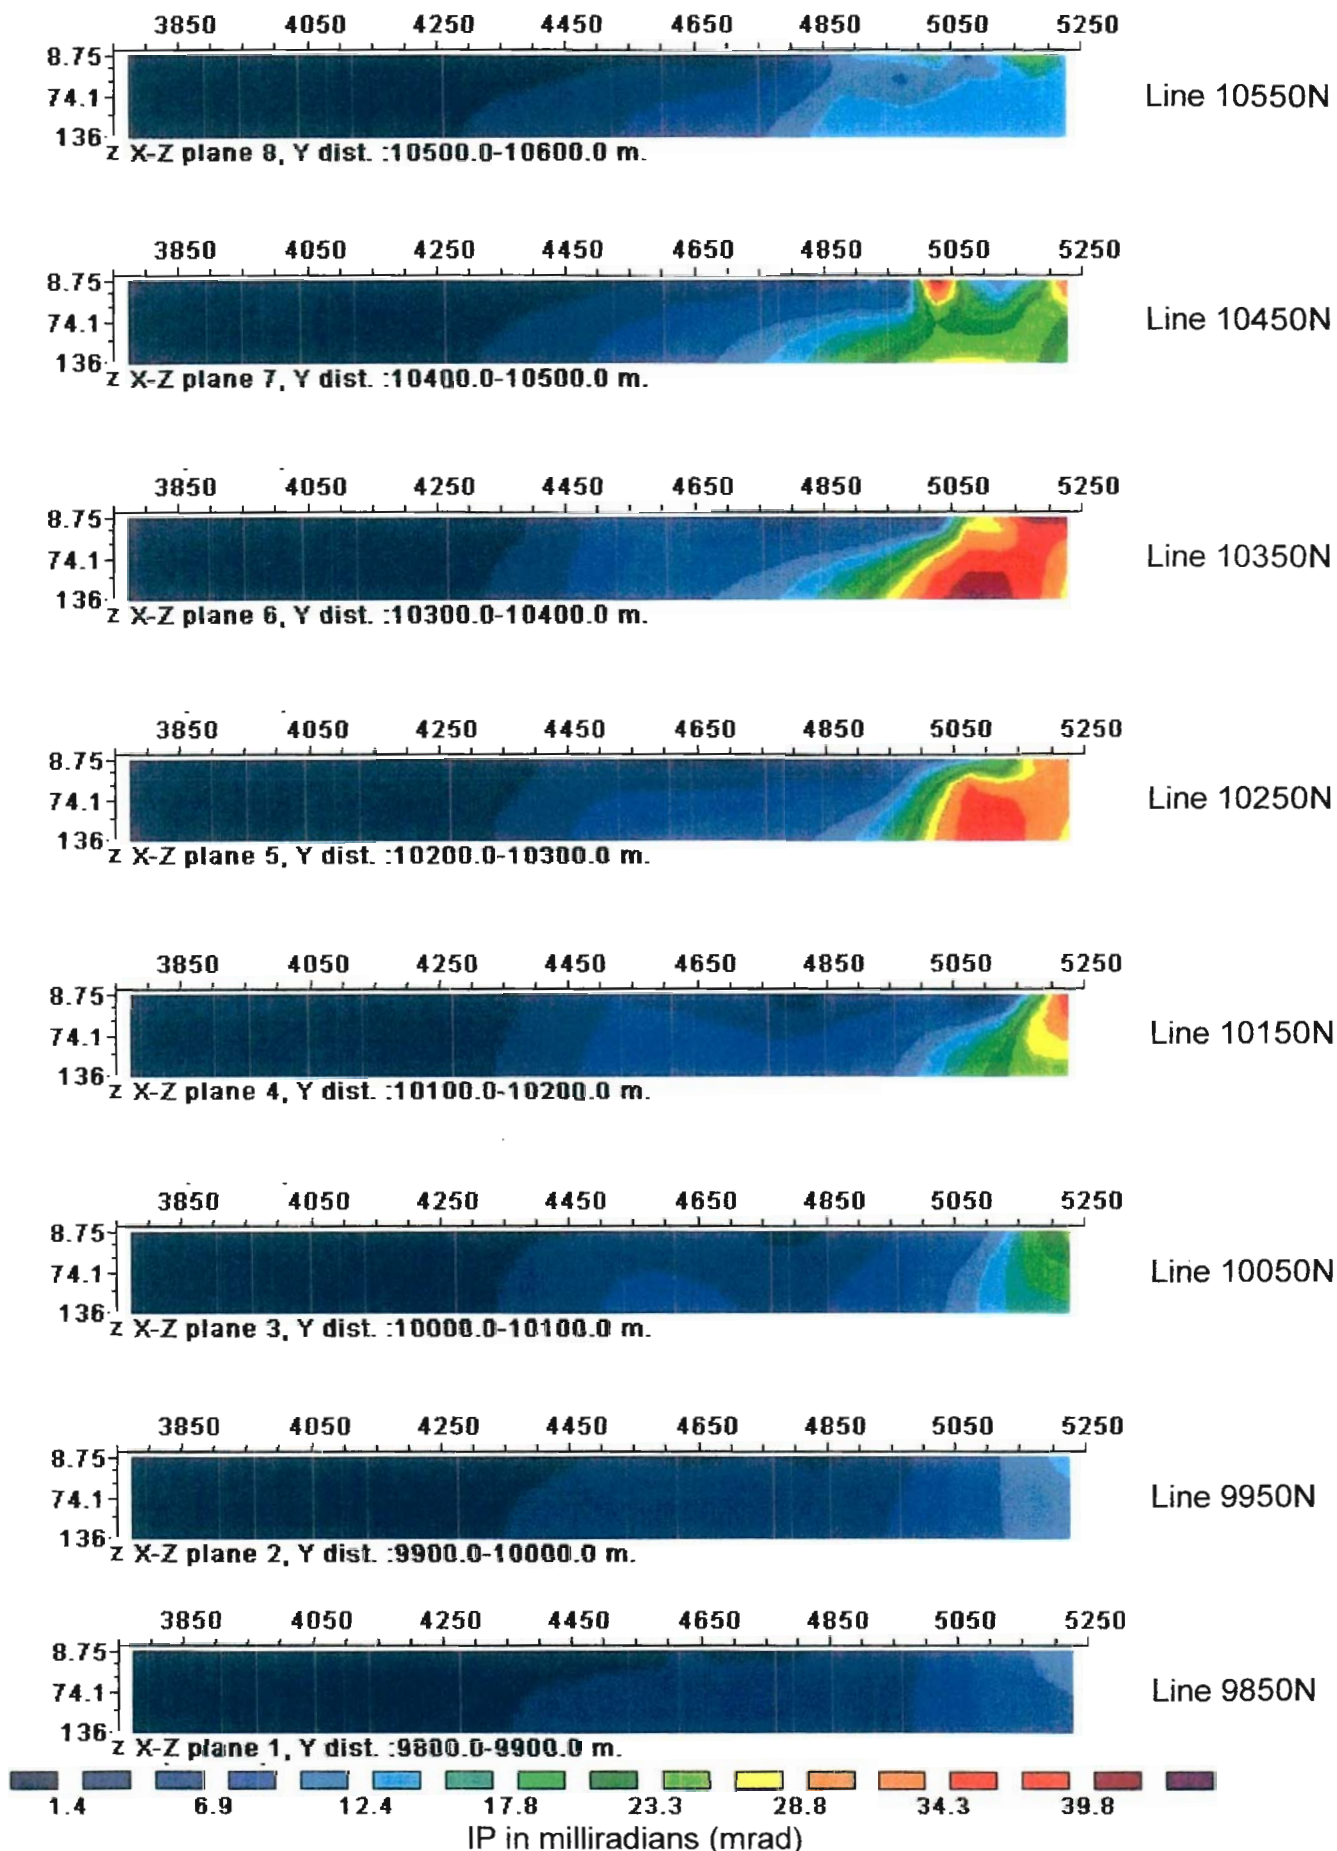 3850 4050 4250 4450 4650 4850 5050 5250
8.75
74.1
136
Line 10550N
z X-Z plane 8, Y dist. :10500.0-10600.0 m.
3850 4050 4250 4450 4650 4850 5050 5250
8.75
74.1
136
Line 10450N
z X-Z plane 7, Y dist. :10400.0-10500.0 m.
3850 4050 4250 4450 4650 4850 5050 5250
8.75
74.1
136
Line 10350N
z X-Z plane 6, Y dist. :10300.0-10400.0 m.
3850 4050 4250 4450 4650 4850 5050 5250
8.75
74.1
136
Line 10250N
z X-Z plane 5, Y dist. :10200.0-10300.0 m.
3850 4050 4250 4450 4650 4850 5050 5250
8.75
74.1
136
Line 10150N
z X-Z plane 4, Y dist. :10100.0-10200.0 m.
3850 4050 4250 4450 4650 4850 5050 5250
8.75
74.1
136
Line 10050N
z X-Z plane 3, Y dist. :10000.0-10100.0 m.
3850 4050 4250 4450 4650 4850 5050 5250
8.75
74.1
136
Line 9950N
z X-Z plane 2, Y dist. :9900.0-10000.0 m.
3850 4050 4250 4450 4650 4850 5050 5250
8.75
74.1
136
Line 9850N
z X-Z plane 1, Y dist. :9800.0-9900.0 m.
1.4 6.9 12.4 17.8 23.3 28.8 34.3 39.8
IP in milliradians (mrad)